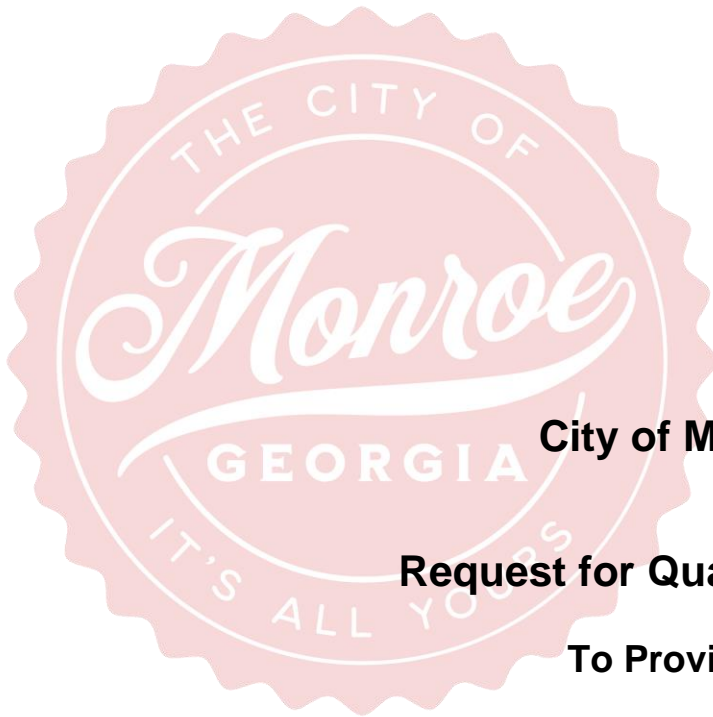 THE CITY OF
Monroe
GEORGIA
IT'S ALL YOURS
City of M
Request for Qua
To Provi